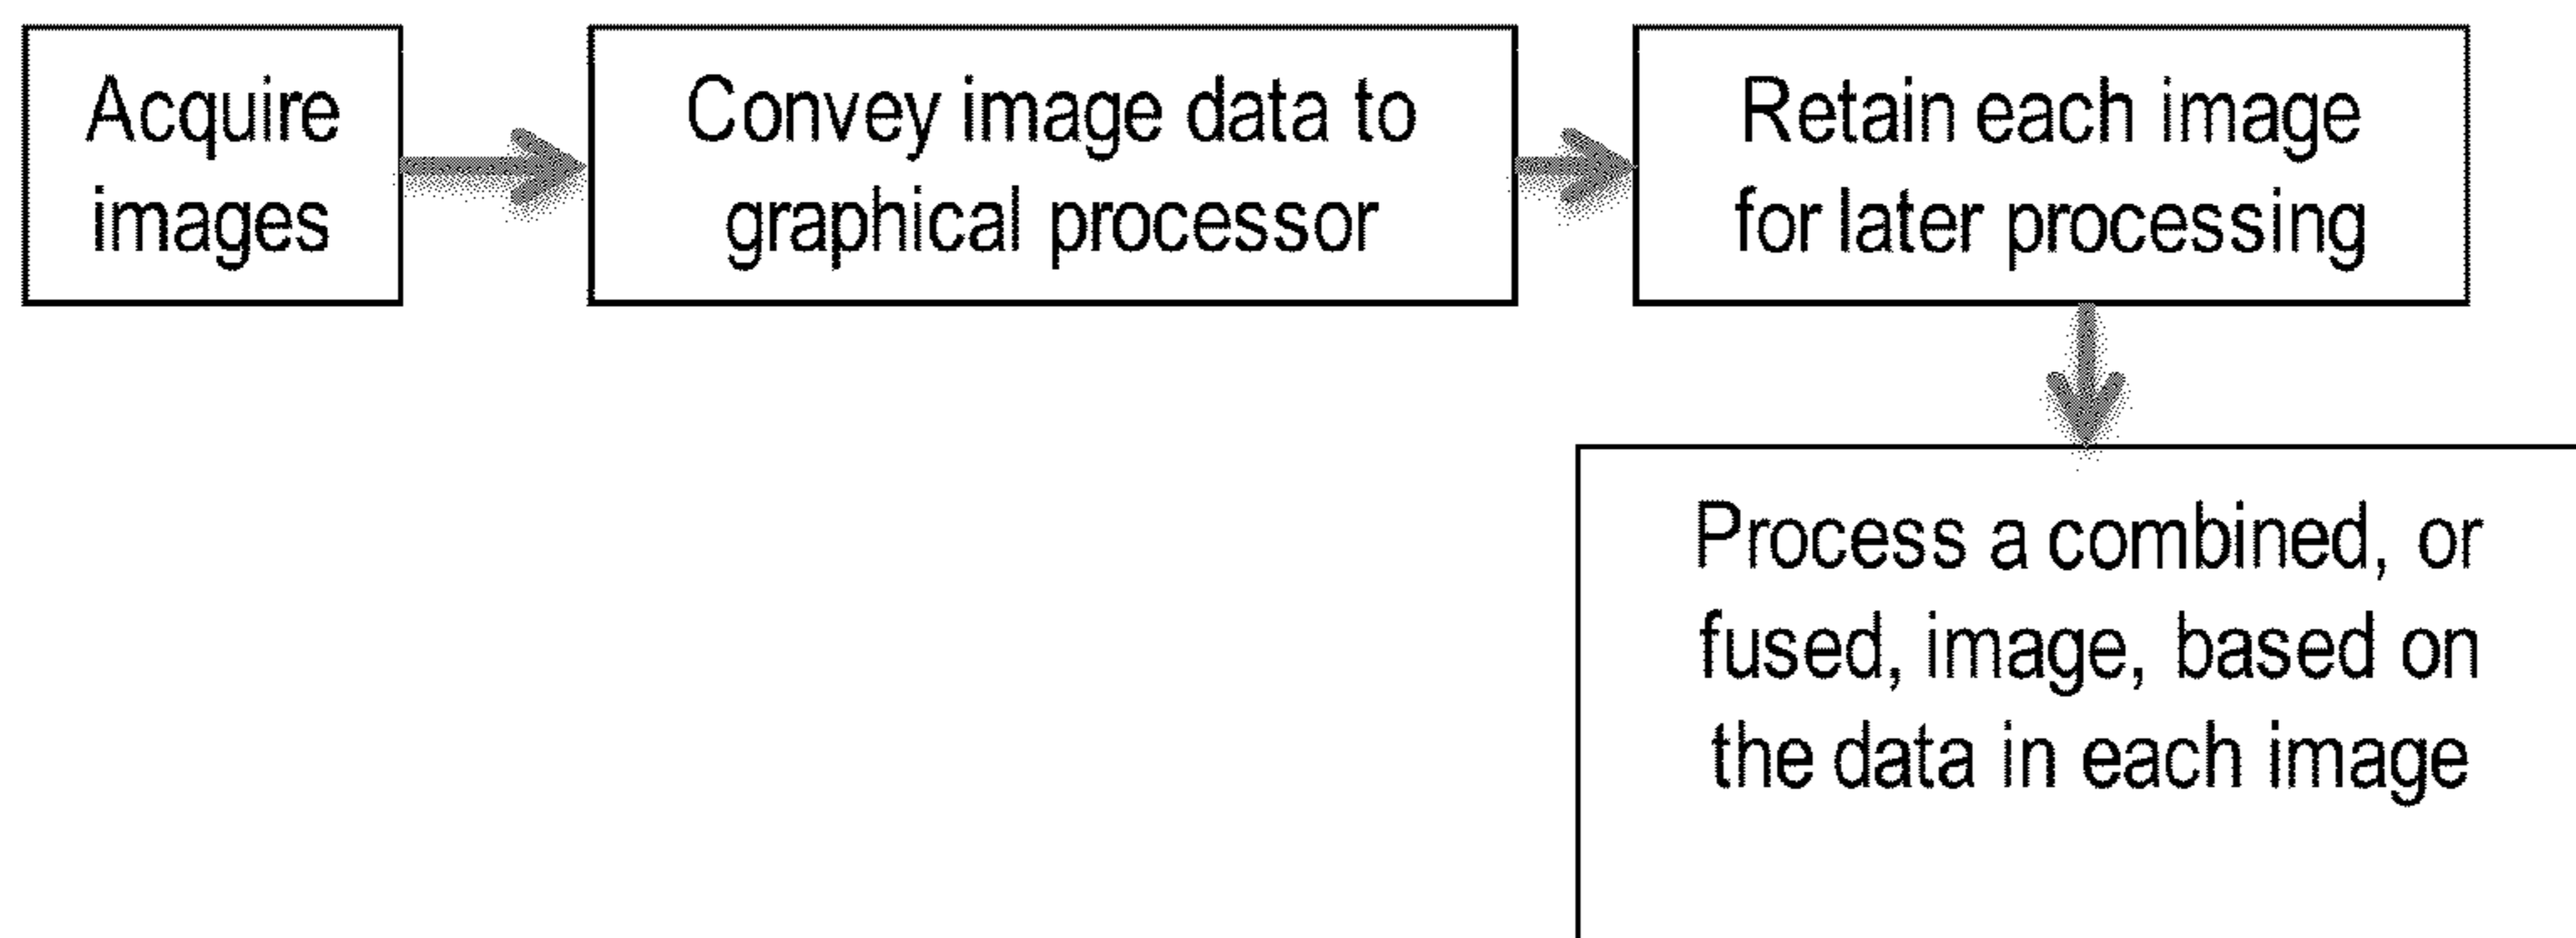 Acquire
images
Convey image data to
graphical processor
Retain each image
for later processing
Process a combined, or
fused, image, based on
the data in each image